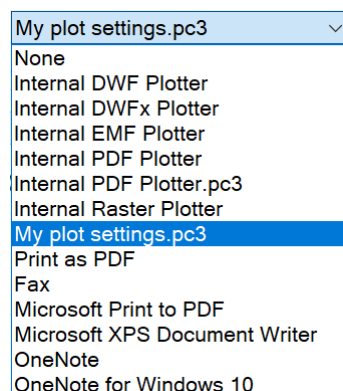 My plot settings.pc3
None
Internal DWF Plotter
Internal DWFx Plotter
Internal EMF Plotter
Internal PDF Plotter
Internal PDF Plotter.pc3
Internal Raster Plotter
My plot settings.pc3
Print as PDF
Fax
Microsoft Print to PDF
Microsoft XPS Document Writer
OneNote
OneNote for Windows 10